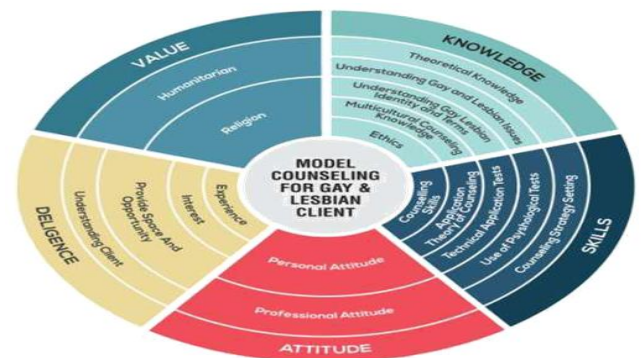 VALUE
Humanitarian
Religion
KNOWLEDGE
Theoretical Knowledge
Understanding Gay and Lesbian Issues
Understanding Gay Lesbian
Identity and Terms
Multicultural Counseling
Knowledge
Ethics
MODEL
COUNSELING
FOR GAY &
LESBIAN
CLIENT
DELIGENCE
Understanding Client
Provide Space And
Opportunity
Interest
Experience
SKILLS
Counselling
Skills
Application
Theory of Counseling
Technical Application Tests
Use of Psychological Tests
Counseling Strategy Setting
ATTITUDE
Personal Attitude
Professional Attitude